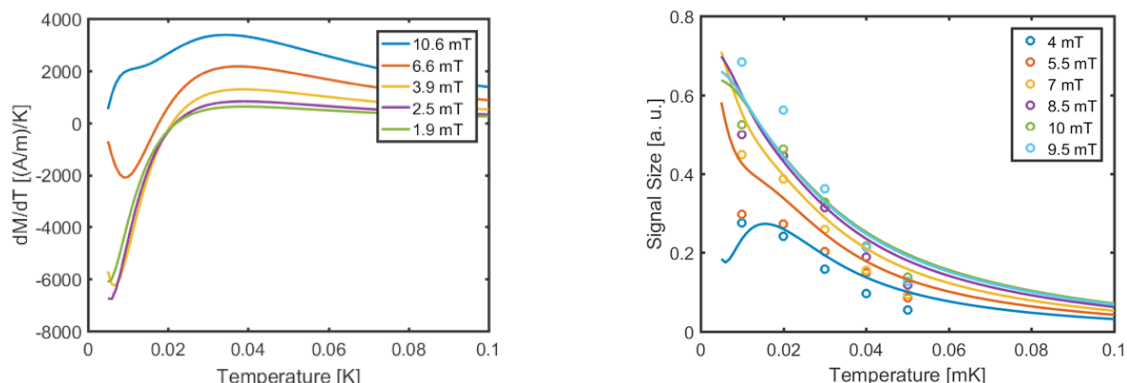 4000
2000
0
-2000
-4000
-6000
-8000
dM/dT [(A/m)/K]
0
0.02
0.04
0.06
0.08
0.1
Temperature [K]
10.6 mT
6.6 mT
3.9 mT
2.5 mT
1.9 mT
0.8
0.6
0.4
0.2
0
Signal Size [a. u.]
0
0.02
0.04
0.06
0.08
0.1
Temperature [mK]
4 mT
5.5 mT
7 mT
8.5 mT
10 mT
9.5 mT